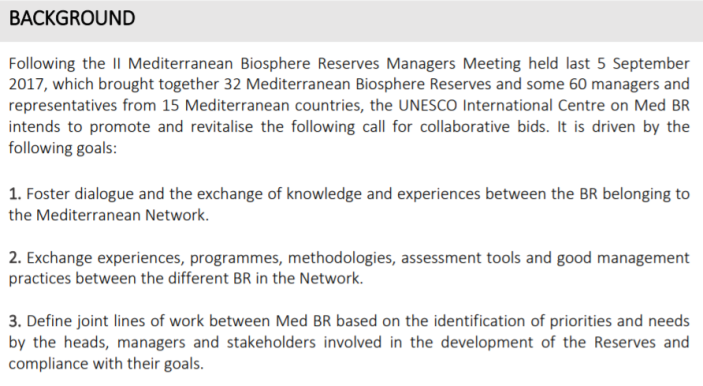 BACKGROUND
Following the II Mediterranean Biosphere Reserves Managers Meeting held last 5 September
2017, which brought together 32 Mediterranean Biosphere Reserves and some 60 managers and
representatives from 15 Mediterranean countries, the UNESCO International Centre on Med BR
intends to promote and revitalise the following call for collaborative bids. It is driven by the
following goals:
1. Foster dialogue and the exchange of knowledge and experiences between the BR belonging to
the Mediterranean Network.
2. Exchange experiences, programmes, methodologies, assessment tools and good management
practices between the different BR in the Network.
3. Define joint lines of work between Med BR based on the identification of priorities and needs
by the heads, managers and stakeholders involved in the development of the Reserves and
compliance with their goals.